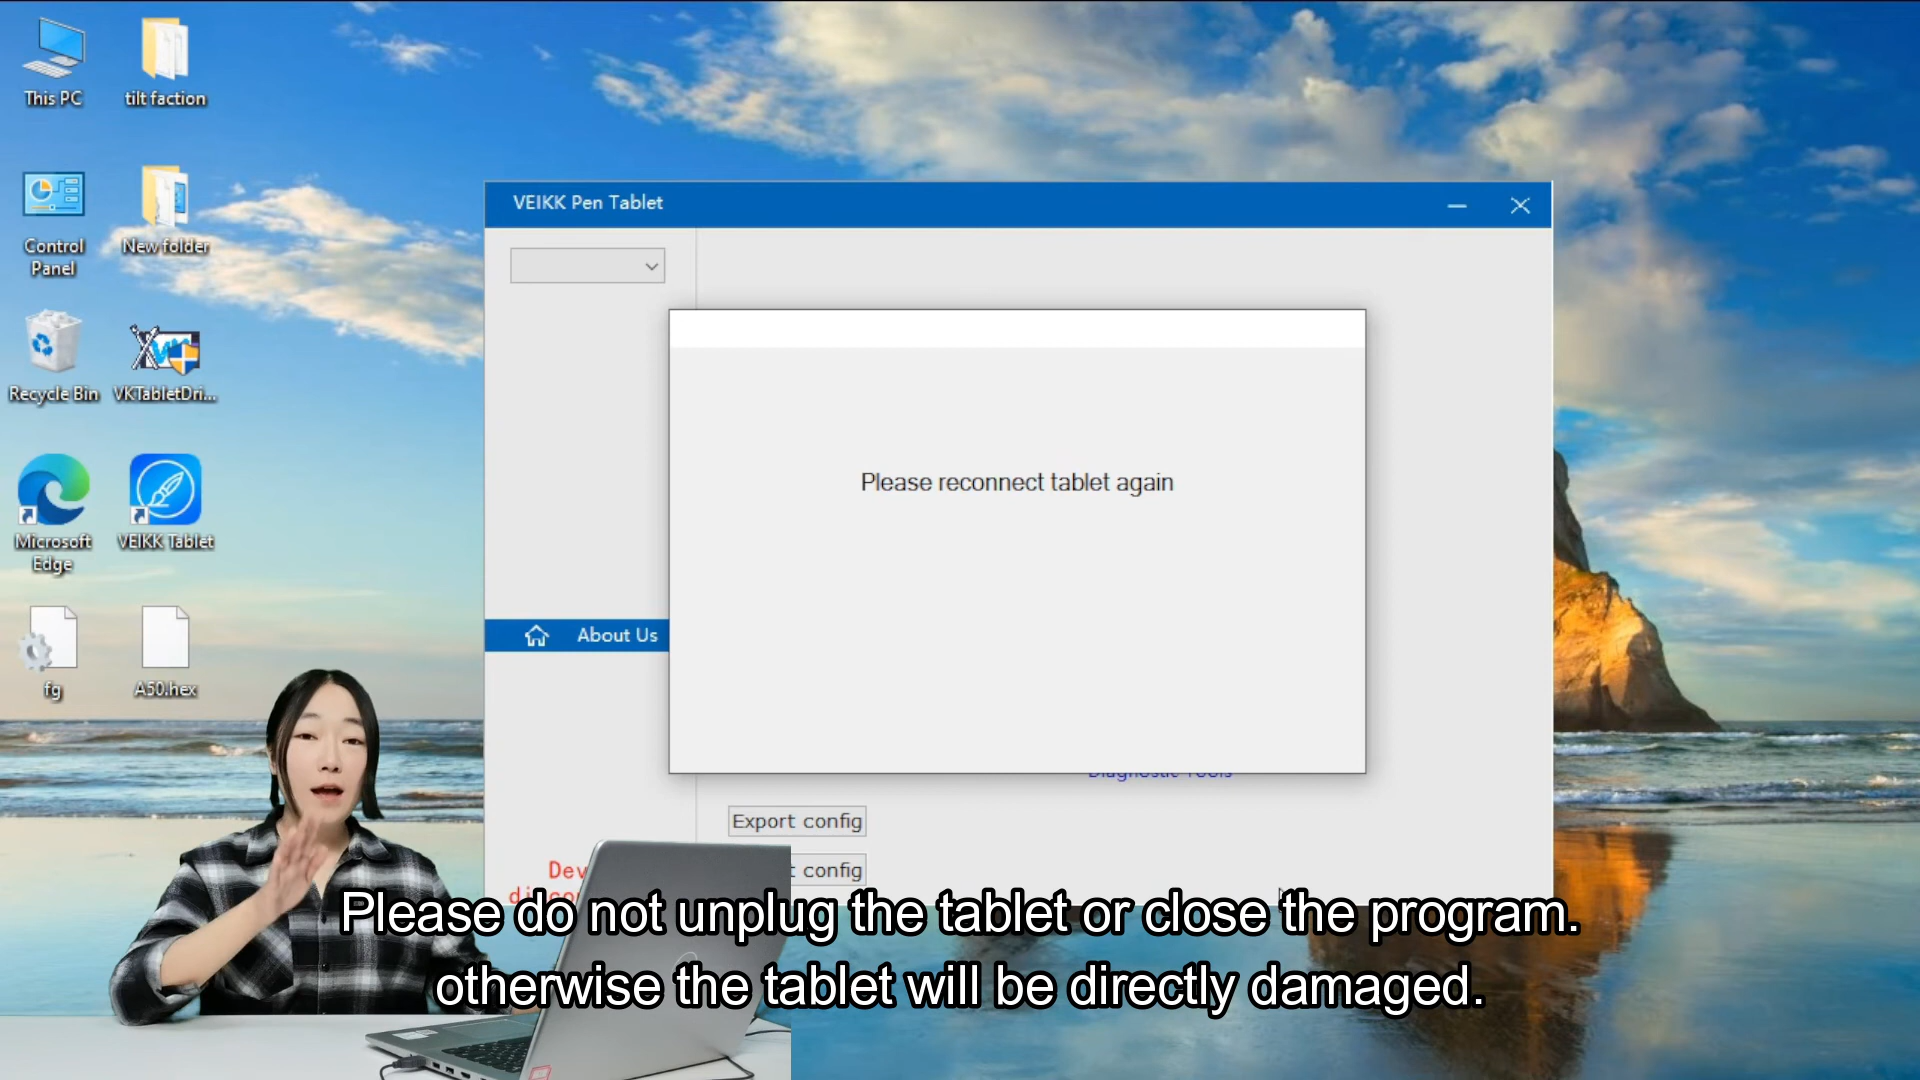 This PC
tilt faction
Control
Panel
New folder
Recycle Bin
VKTabletDri...
Microsoft
Edge
VEIKK Tablet
fg
A50.hex
VEIKK Pen Tablet
Please reconnect tablet again
About Us
Diagnostic Tools
Export config
config
Please do not unplug the tablet or close the program.
otherwise the tablet will be directly damaged.